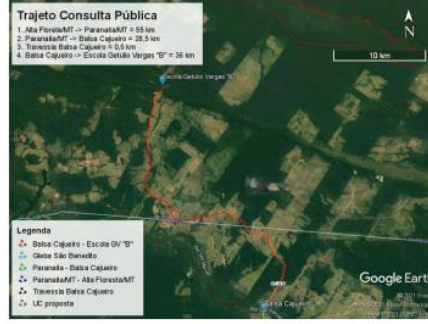 Trajeto Consulta Pública
1. Alta Floresta/MT -> Paranaíta/MT = 55 km
2. Paranaíta/MT -> Balsa Cajueiro = 28,5 km
3. Travessia Balsa Cajueiro = 0,5 km
4. Balsa Cajueiro -> Escola Getúlio Vargas "B" = 36 km
N
10 km
Escola Getúlio Vargas "B"
Legenda
Balsa Cajueiro - Escola GV "B"
Gleba São Benedito
Paranaíta - Balsa Cajueiro
Paranaíta/MT - Alta Floresta/MT
Travessia Balsa Cajueiro
UC proposta
Balsa Cajueiro
Google Earth